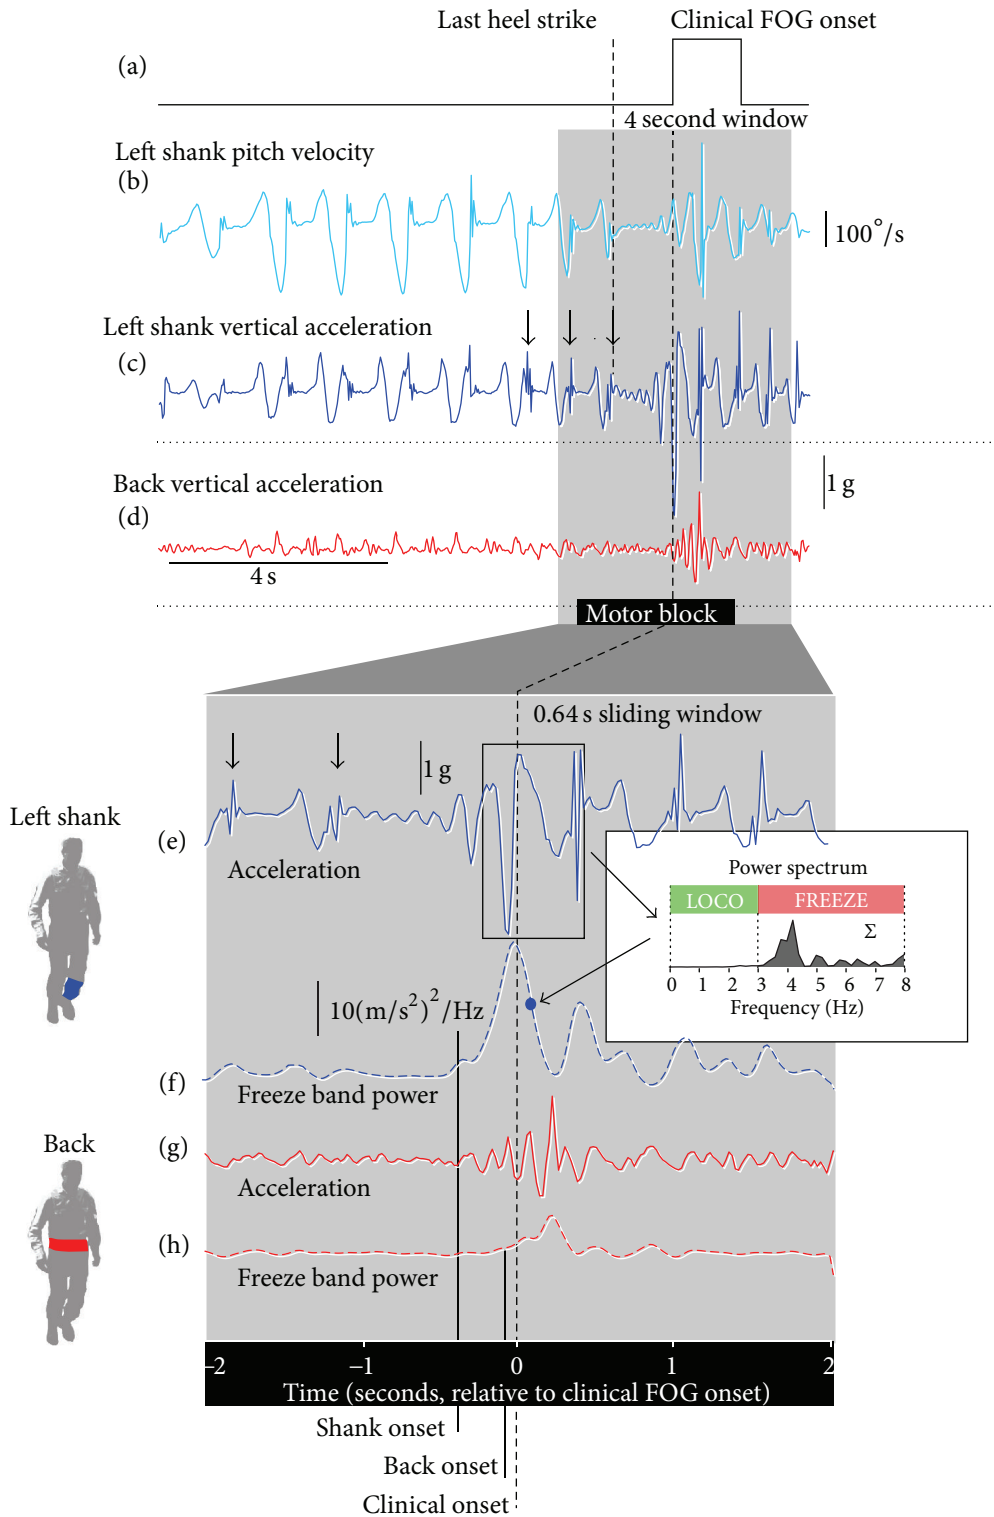 Last heel strike
Clinical FOG onset
(a)
4 second window
Left shank pitch velocity
(b)
100°/s
Left shank vertical acceleration
(c)
1 g
Back vertical acceleration
(d)
4 s
Motor block
0.64 s sliding window
1 g
Left shank
(e)
Acceleration
Power spectrum
LOCO FREEZE
Σ
0 1 2 3 4 5 6 7 8
Frequency (Hz)
10(m/s²)²/Hz
(f)
Freeze band power
Back
(g)
Acceleration
(h)
Freeze band power
−2 −1 0 1 2
Time (seconds, relative to clinical FOG onset)
Shank onset
Back onset
Clinical onset